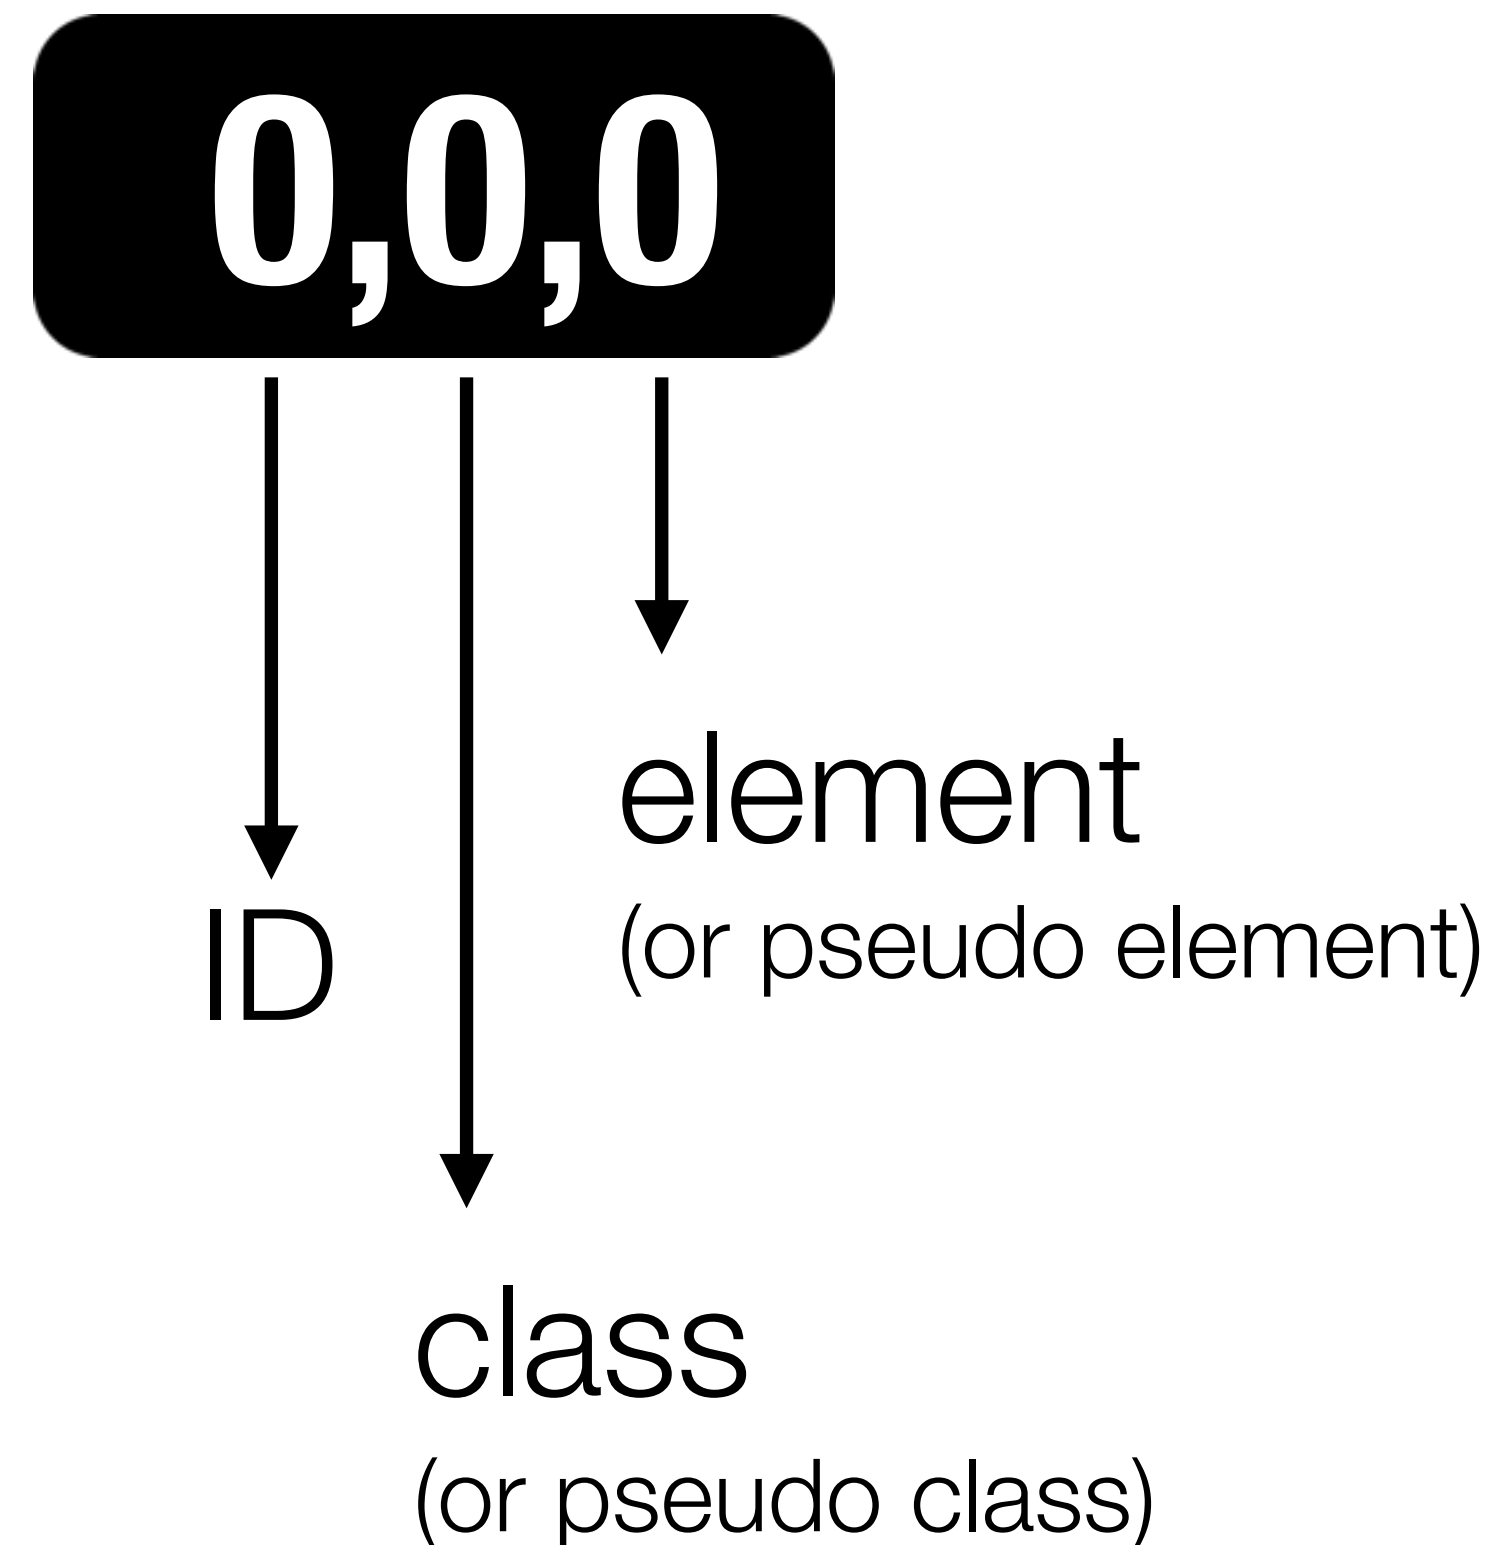 0,0,0
element
(or pseudo element)
ID
class
(or pseudo class)